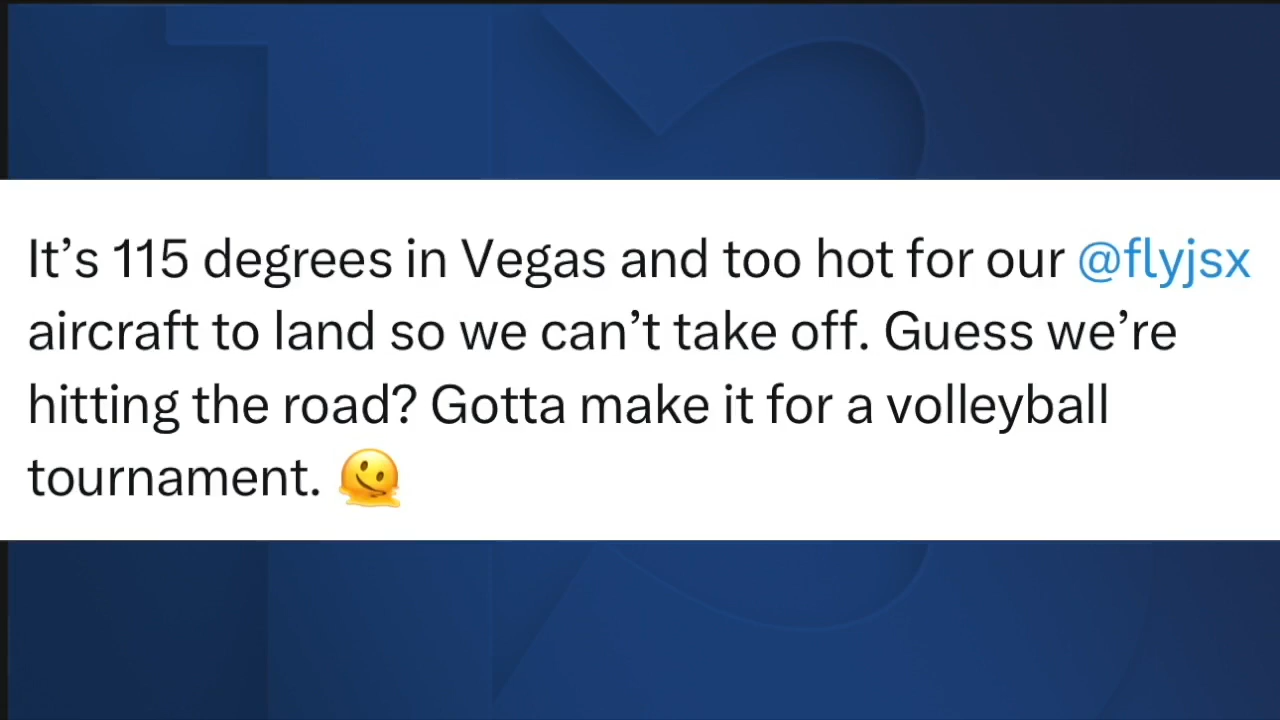 It’s 115 degrees in Vegas and too hot for our @flyjsx
aircraft to land so we can’t take off. Guess we’re
hitting the road? Gotta make it for a volleyball
tournament. 🫠